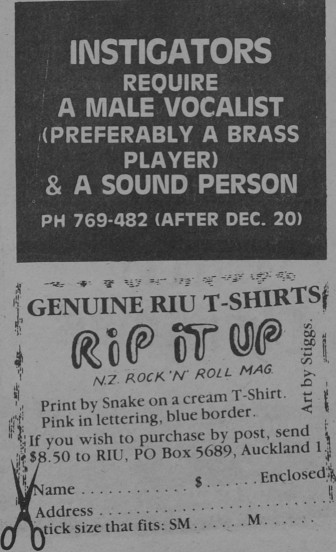 INSTIGATORS
REQUIRE
A MALE VOCALIST
(PREFERABLY A BRASS
PLAYER)
& A SOUND PERSON
PH 769-482 (AFTER DEC. 20)
GENUINE RIU T-SHIRTS
RiP iT UP
N.Z. ROCK 'N' ROLL MAG.
Art by Stiggs.
Print by Snake on a cream T-Shirt.
Pink in lettering, blue border.
If you wish to purchase by post, send
$8.50 to RIU, PO Box 5689, Auckland 1
Name . . . . . . . . . . . . $ . . . . . . Enclosed
Address . . . . . . . . . . . . . . . . . . . . . . . . . .
tick size that fits: SM . . . . . . M . . . . .